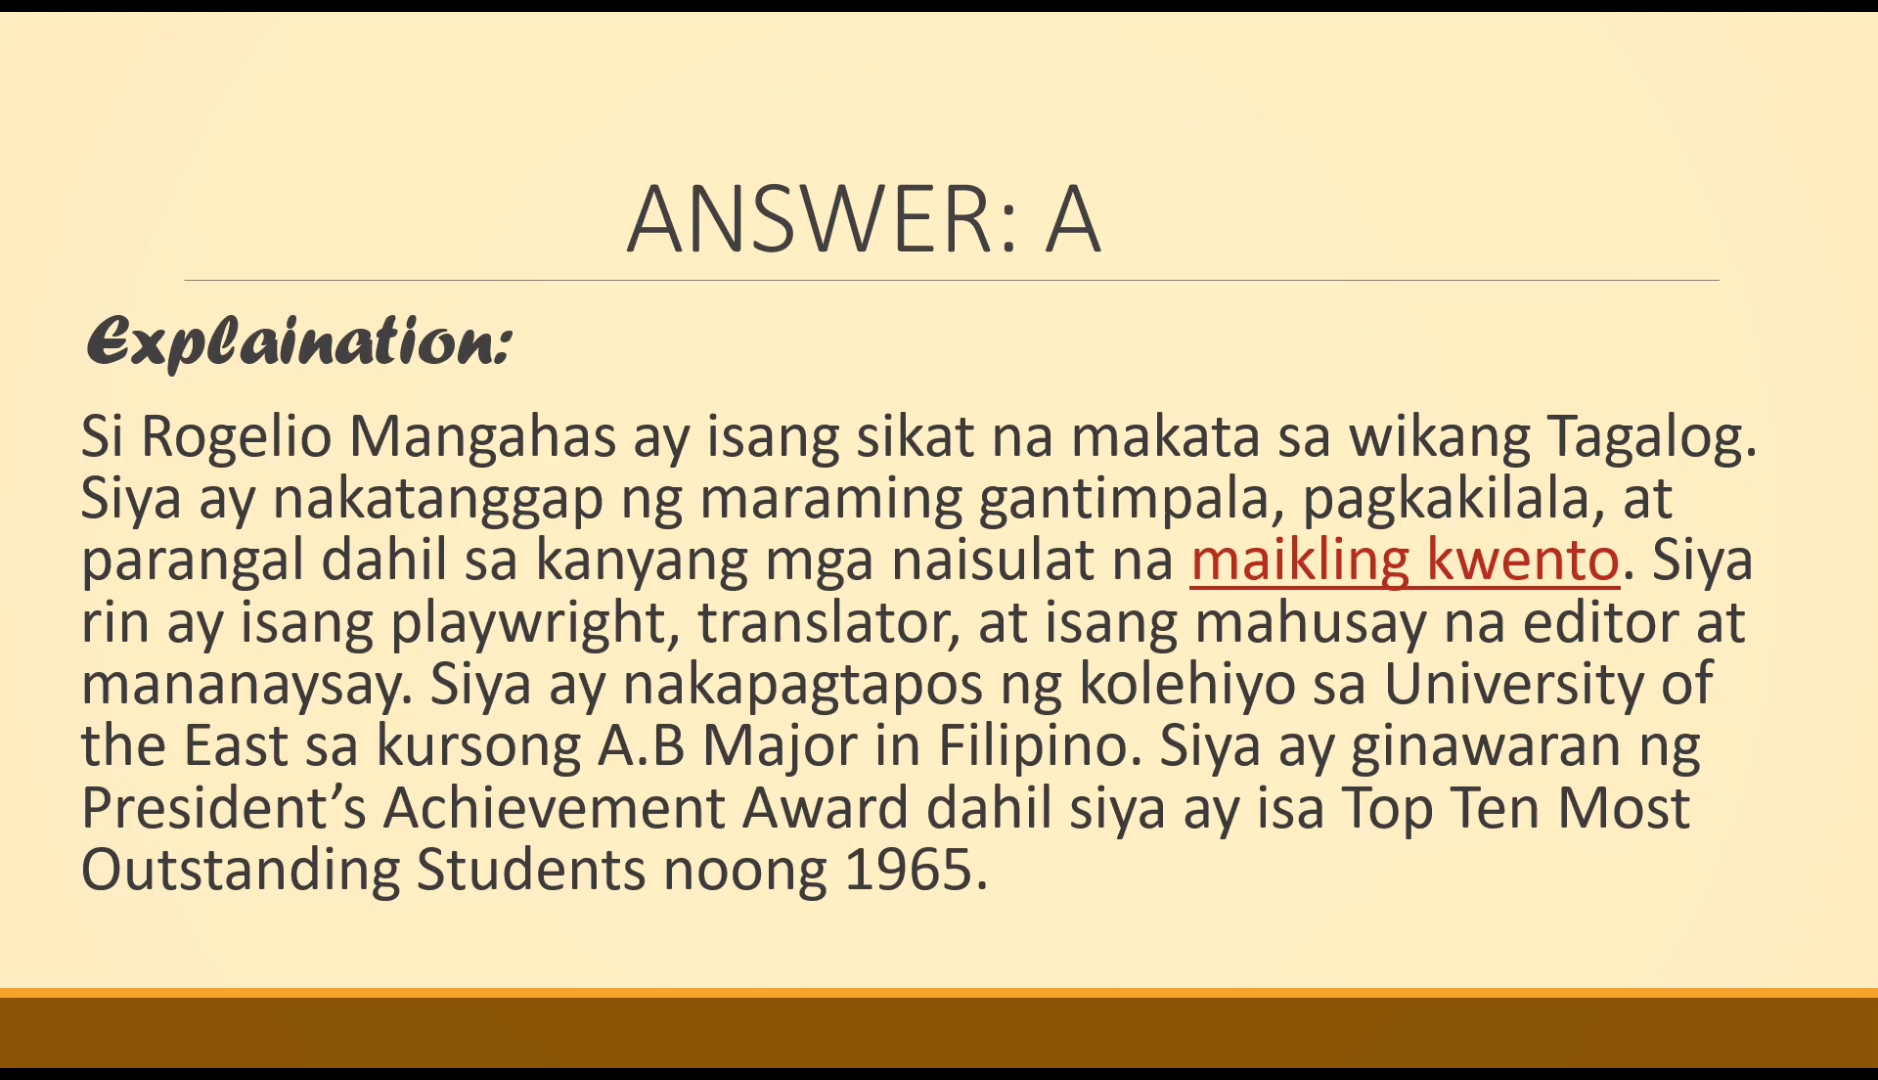 ANSWER: A
Explaination:
Si Rogelio Mangahas ay isang sikat na makata sa wikang Tagalog.
Siya ay nakatanggap ng maraming gantimpala, pagkakilala, at
parangal dahil sa kanyang mga naisulat na maikling kwento. Siya
rin ay isang playwright, translator, at isang mahusay na editor at
mananaysay. Siya ay nakapagtapos ng kolehiyo sa University of
the East sa kursong A.B Major in Filipino. Siya ay ginawaran ng
President’s Achievement Award dahil siya ay isa Top Ten Most
Outstanding Students noong 1965.